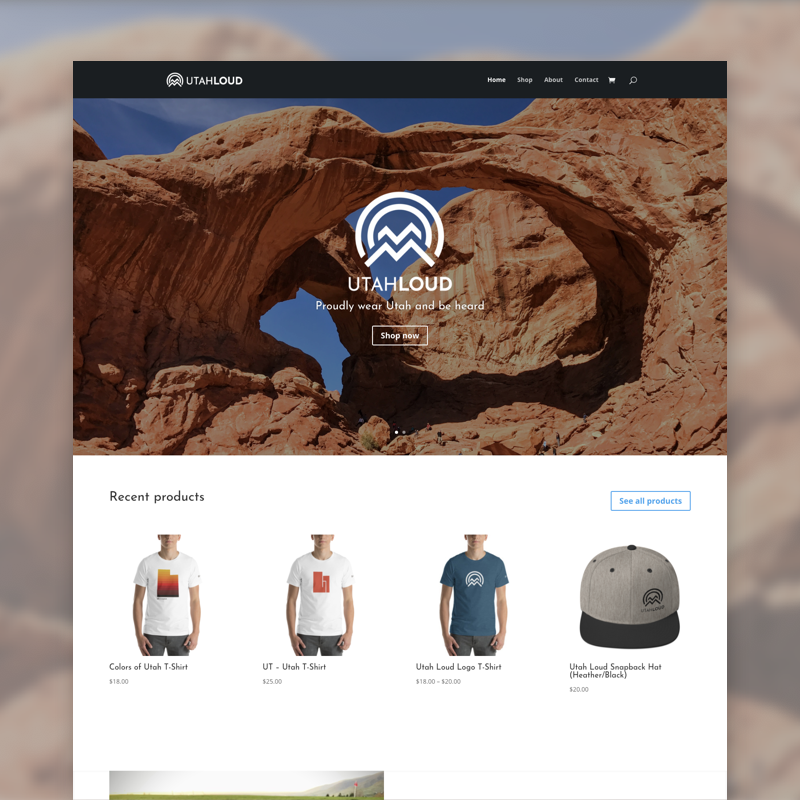 UTAHLOUD
Home Shop About Contact
UTAHLOUD
Proudly wear Utah and be heard
Shop now
Recent products
See all products
UTAHLOUD
Colors of Utah T-Shirt
$18.00
UT – Utah T-Shirt
$25.00
Utah Loud Logo T-Shirt
$18.00 – $20.00
Utah Loud Snapback Hat
(Heather/Black)
$20.00